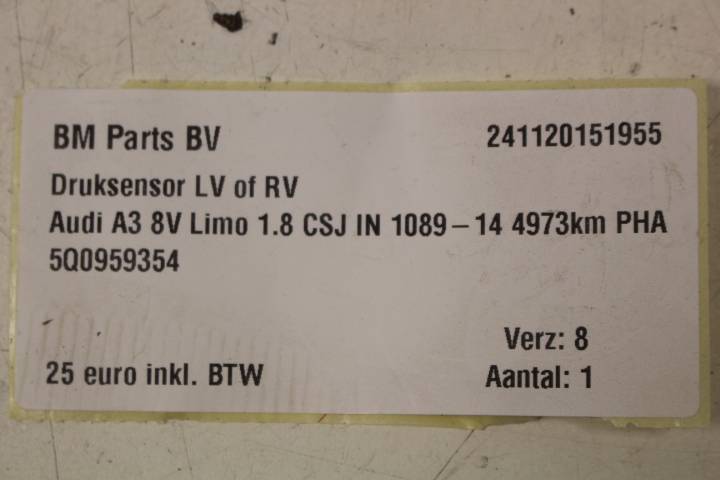 BM Parts BV 241120151955
Druksensor LV of RV
Audi A3 8V Limo 1.8 CSJ IN 1089-14 4973km PHA
5Q0959354
Verz: 8
25 euro inkl. BTW Aantal: 1